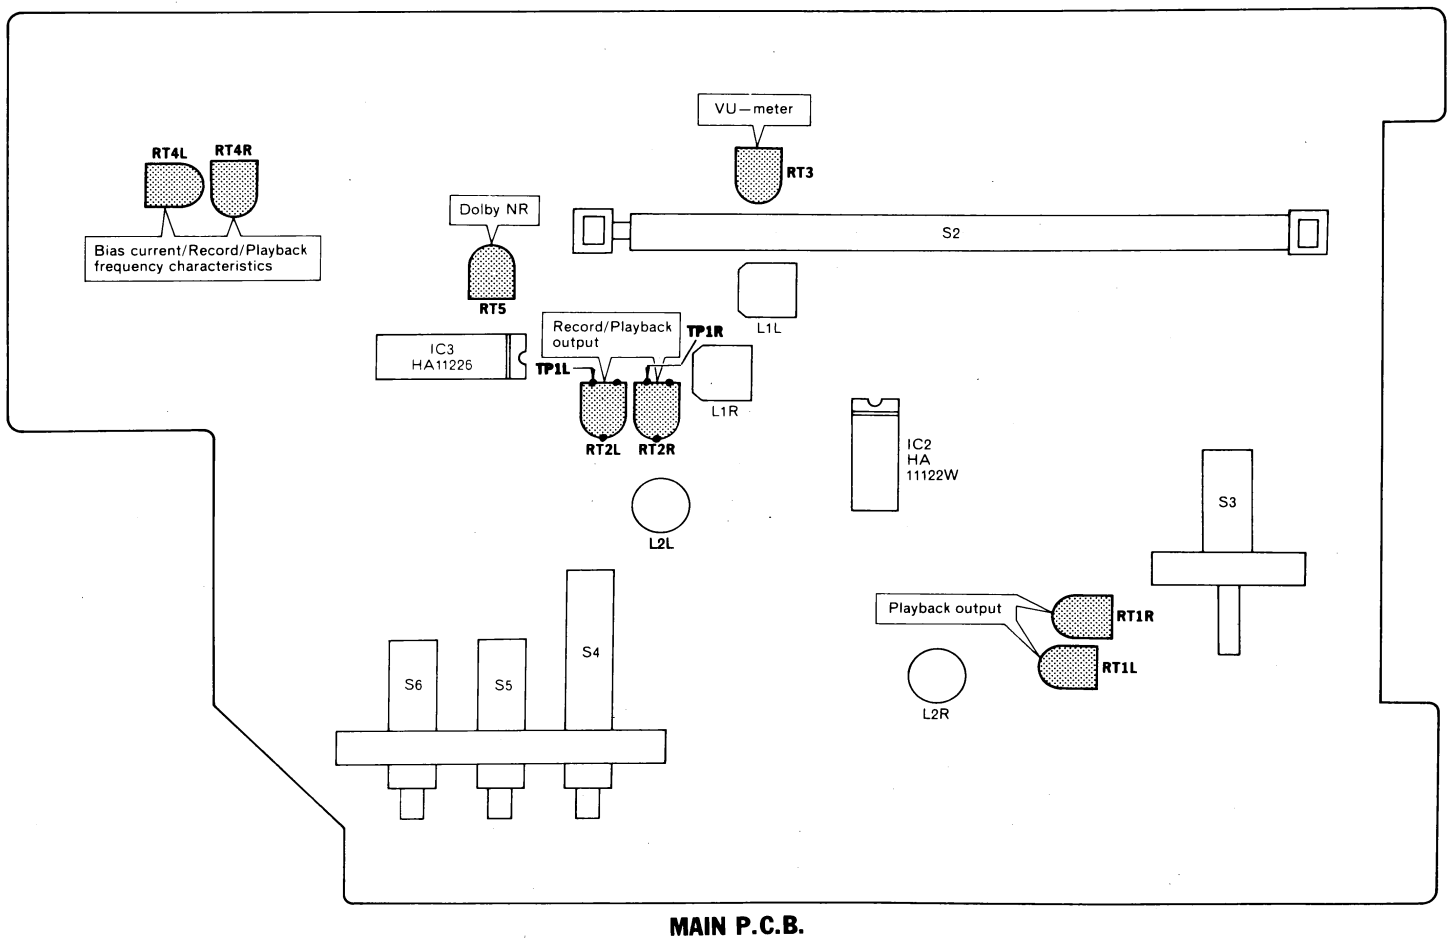 VU—meter
RT3
RT4L
RT4R
Bias current/Record/Playback
frequency characteristics
Dolby NR
RT5
S2
L1L
Record/Playback
output
TP1R
TP1L
IC3
HA11226
L1R
RT2L
RT2R
IC2
HA
11122W
L2L
S3
Playback output
RT1R
RT1L
L2R
S6
S5
S4
MAIN P.C.B.